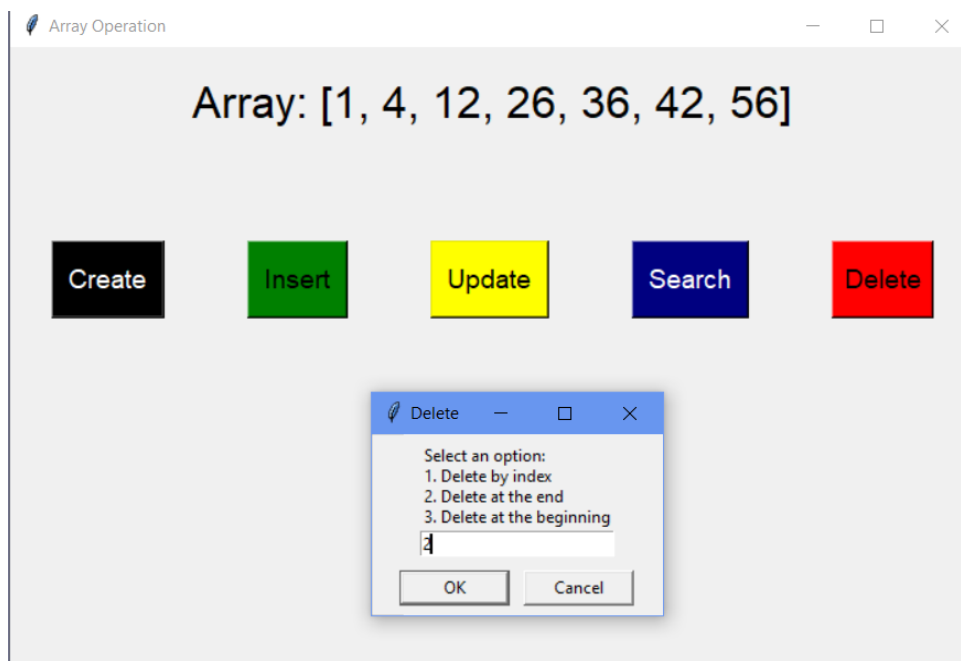 Array Operation
Array: [1, 4, 12, 26, 36, 42, 56]
Create Insert Update Search Delete
Delete
Select an option:
1. Delete by index
2. Delete at the end
3. Delete at the beginning
2
OK Cancel